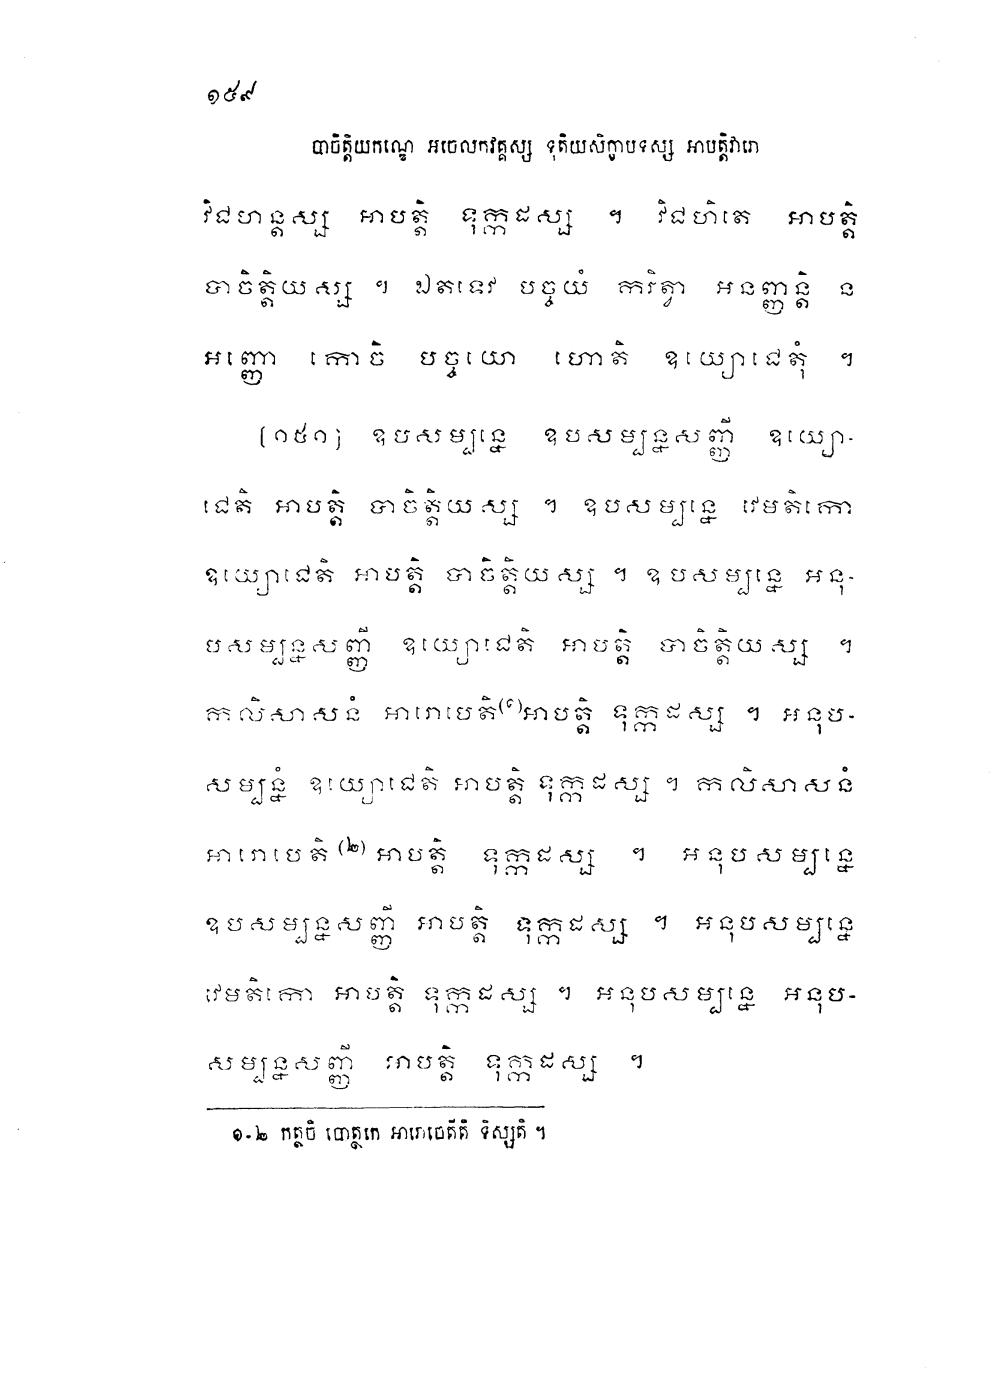 ១៥៩
បាចិត្តិយកណ្ឌេ អចេលកវគ្គស្ស ទុតិយសិក្ខាបទស្ស អាបត្តិវារោ
វិជហន្តស្ស អាបត្តិ ទុក្កដស្ស ។ វិជហិតេ អាបត្តិ
បាចិត្តិយស្ស ។ ឯតទេវ បច្ចយំ ការិត្វា អនញ្ញន្តិ ន
អញ្ញោ កោចិ បច្ចយោ ហោតិ ឧយ្យោជេតុំ ។
[១៥១] ឧបសម្បន្នេ ឧបសម្បន្នសញ្ញី ឧយ្យោ-
ជេតិ អាបត្តិ បាចិត្តិយស្ស ។ ឧបសម្បន្នេ វេមតិកោ
ឧយ្យោជេតិ អាបត្តិ បាចិត្តិយស្ស ។ ឧបសម្បន្នេ អនុ-
បសម្បន្នសញ្ញី ឧយ្យោជេតិ អាបត្តិ បាចិត្តិយស្ស ។
កលិសាសនំ អារោបេតិ(១)អាបត្តិ ទុក្កដស្ស ។ អនុប-
សម្បន្នំ ឧយ្យោជេតិ អាបត្តិ ទុក្កដស្ស ។ កលិសាសនំ
អារោបេតិ(២) អាបត្តិ ទុក្កដស្ស ។ អនុបសម្បន្នេ
ឧបសម្បន្នសញ្ញី អាបត្តិ ទុក្កដស្ស ។ អនុបសម្បន្នេ
វេមតិកោ អាបត្តិ ទុក្កដស្ស ។ អនុបសម្បន្នេ អនុប-
សម្បន្នសញ្ញី អាបត្តិ ទុក្កដស្ស ។
១-២ កត្ថចិ បោត្ថកេ អារោចេតីតិ ទិស្សតិ ។